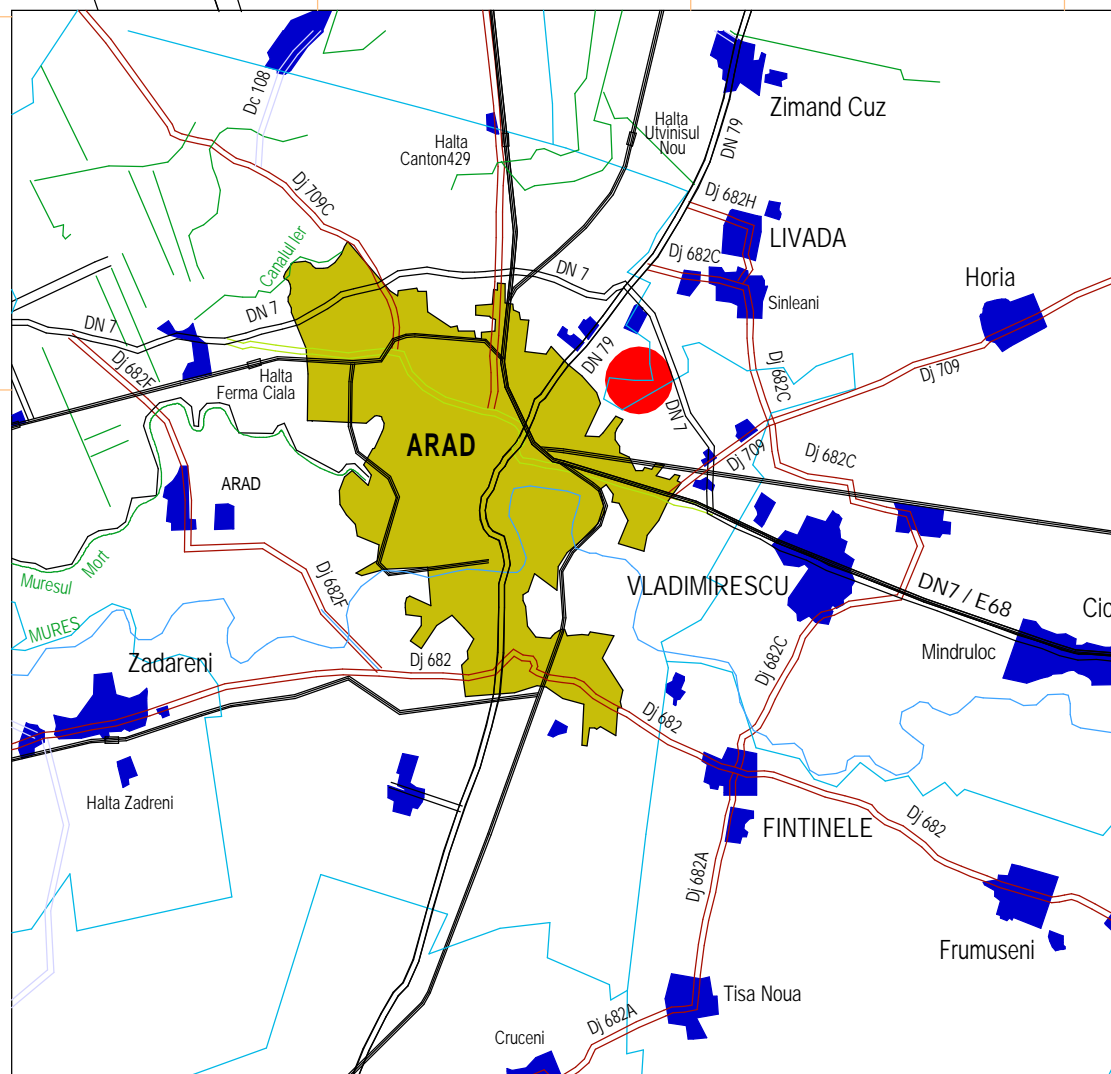 Dc 108
Zimand Cuz
Halta
Utvinisul
Nou
DN 79
Halta
Canton429
Dj 709C
Dj 682H
LIVADA
Canalul Ier
Dj 682C
DN 7
Horia
Sinleani
DN 7
DN 7
DN 79
Dj 682F
Halta
Ferma Ciala
Dj 682C
Dj 709
DN 7
ARAD
Dj 709
Dj 682C
ARAD
Muresul
Mort
VLADIMIRESCU
DN7 / E68
Dj 682F
MURES
Cic
Mindruloc
Dj 682C
Dj 682
Zadareni
Dj 682
Halta Zadreni
FINTINELE
Dj 682
Dj 682A
Frumuseni
Tisa Noua
Dj 682A
Cruceni